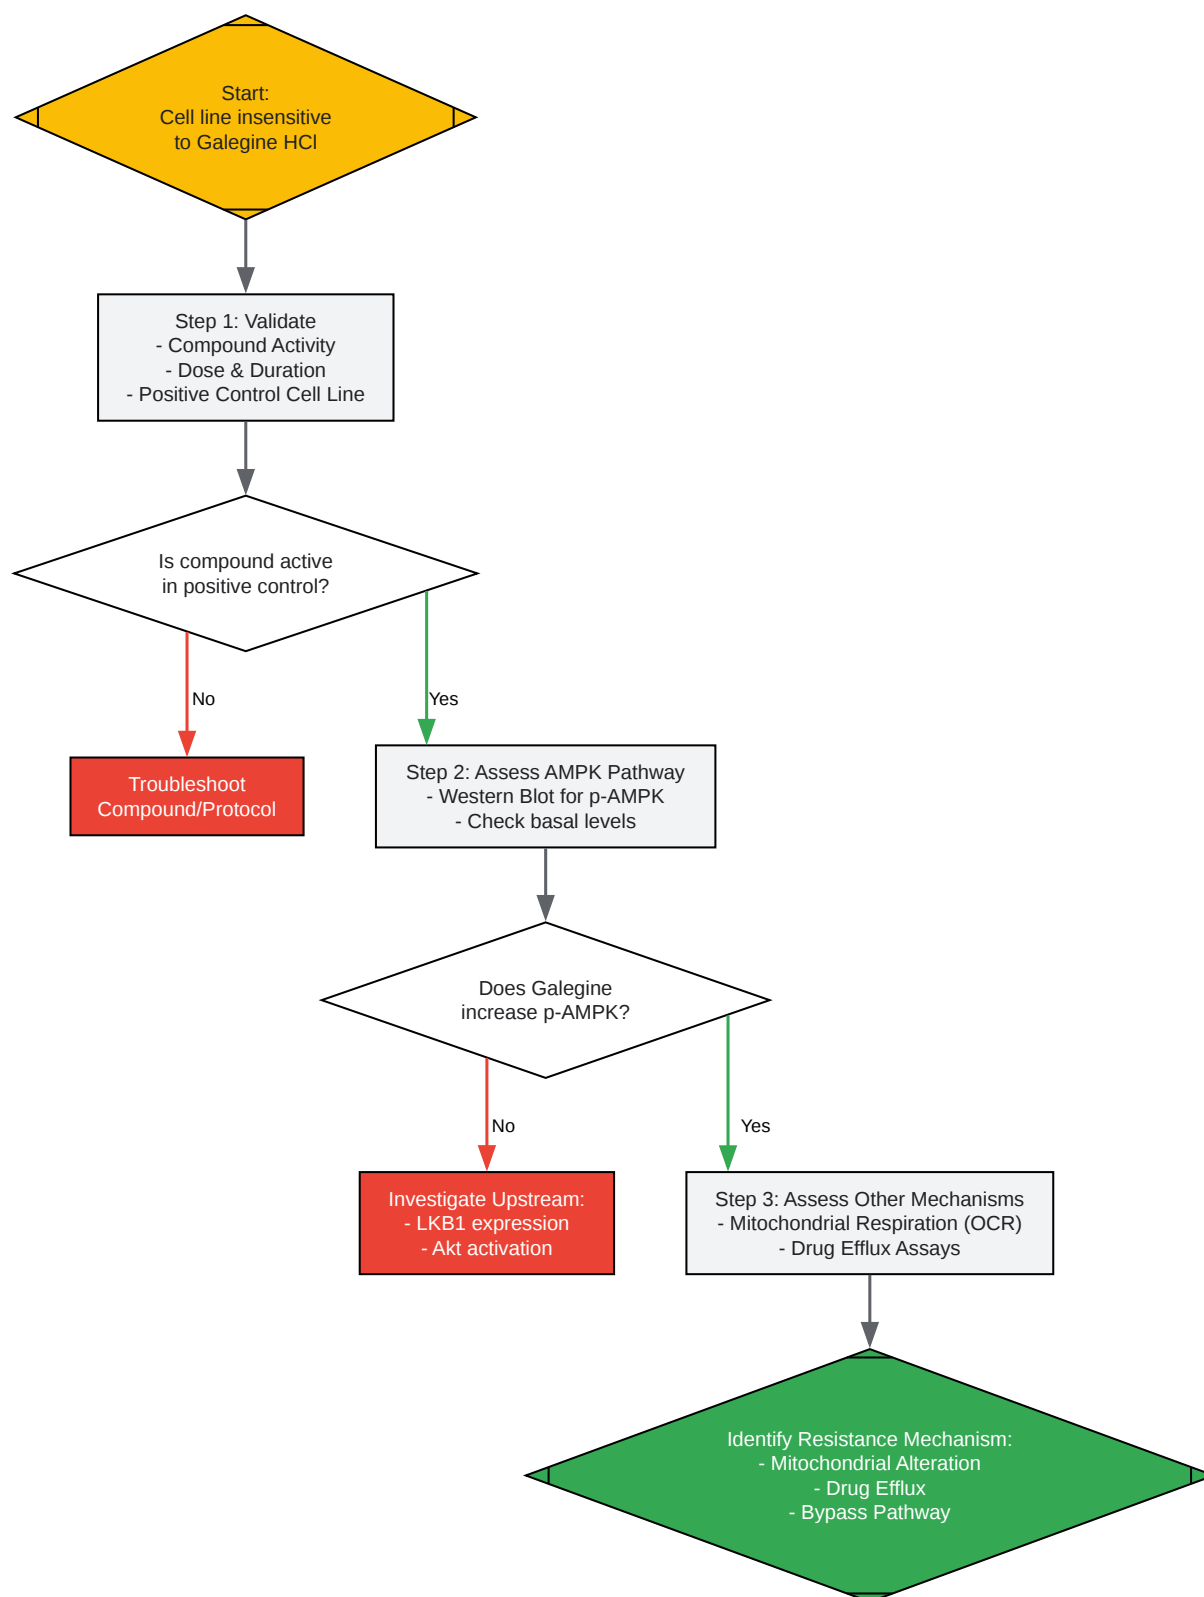 Start:
Cell line insensitive
to Galegine HCl
Step 1: Validate
- Compound Activity
- Dose & Duration
- Positive Control Cell Line
Is compound active
in positive control?
No
Yes
Troubleshoot
Compound/Protocol
Step 2: Assess AMPK Pathway
- Western Blot for p-AMPK
- Check basal levels
Does Galegine
increase p-AMPK?
No
Yes
Investigate Upstream:
- LKB1 expression
- Akt activation
Step 3: Assess Other Mechanisms
- Mitochondrial Respiration (OCR)
- Drug Efflux Assays
Identify Resistance Mechanism:
- Mitochondrial Alteration
- Drug Efflux
- Bypass Pathway